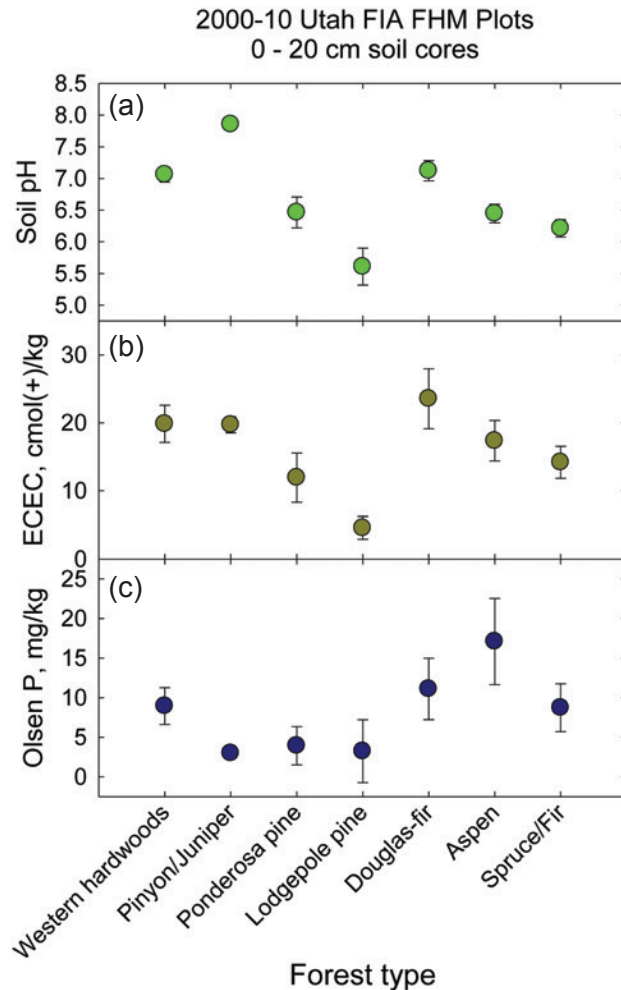 2000-10 Utah FIA FHM Plots
0 - 20 cm soil cores
(a)
Soil pH
8.5
8.0
7.5
7.0
6.5
6.0
5.5
5.0
(b)
ECEC, cmol(+)/kg
30
20
10
0
(c)
Olsen P, mg/kg
25
20
15
10
5
0
Western hardwoods
Pinyon/Juniper
Ponderosa pine
Lodgepole pine
Douglas-fir
Aspen
Spruce/Fir
Forest type